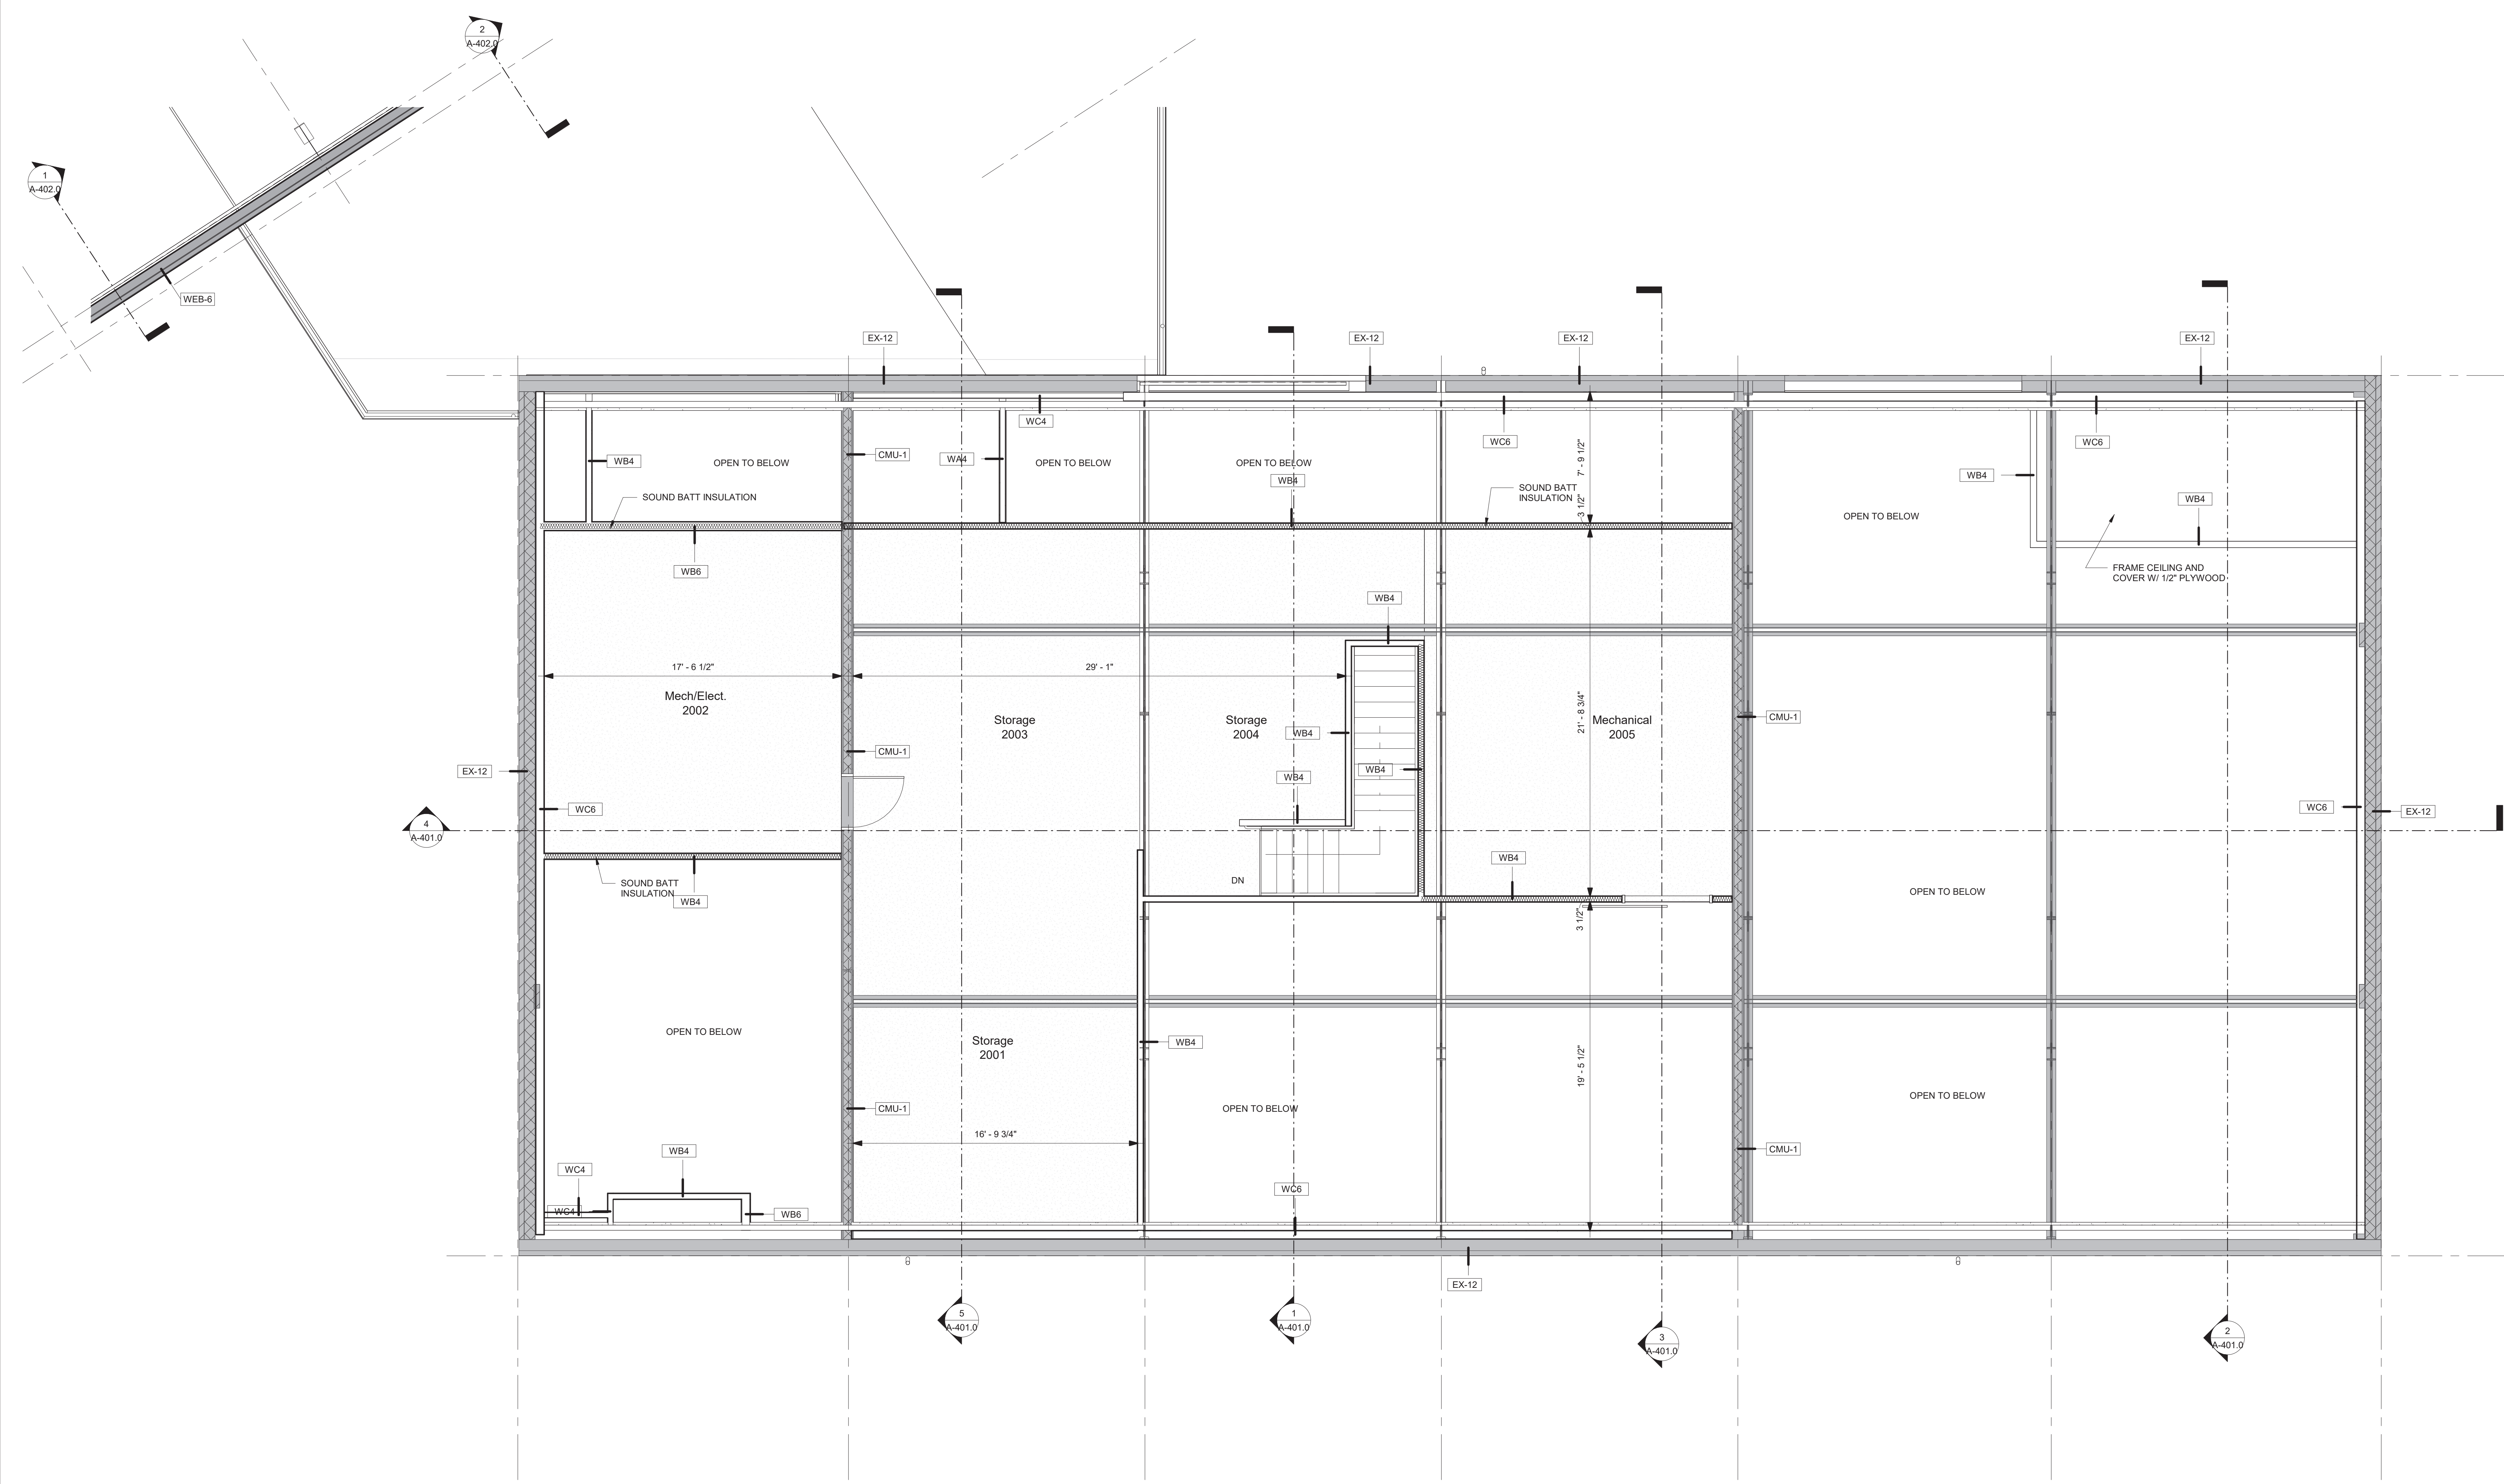 2
A-402.0
1
A-402.0
WEB-6
EX-12
EX-12
EX-12
EX-12
WC4
WC6
WC6
WB4
OPEN TO BELOW
CMU-1
WA4
OPEN TO BELOW
OPEN TO BELOW
WB4
7' - 9 1/2"
WB4
SOUND BATT INSULATION
SOUND BATT
INSULATION
3 1/2"
OPEN TO BELOW
WB4
WB6
FRAME CEILING AND
COVER W/ 1/2" PLYWOOD
WB4
17' - 6 1/2"
29' - 1"
Mech/Elect.
2002
Storage
2003
Storage
2004
WB4
21' - 8 3/4"
Mechanical
2005
CMU-1
CMU-1
EX-12
WB4
WB4
WC6
WC6
EX-12
4
A-401.0
WB4
SOUND BATT
INSULATION
WB4
DN
3 1/2"
OPEN TO BELOW
OPEN TO BELOW
Storage
2001
WB4
19' - 5 1/2"
OPEN TO BELOW
CMU-1
OPEN TO BELOW
16' - 9 3/4"
WB4
CMU-1
WC4
WC6
WC4
WB6
EX-12
5
A-401.0
1
A-401.0
3
A-401.0
2
A-401.0